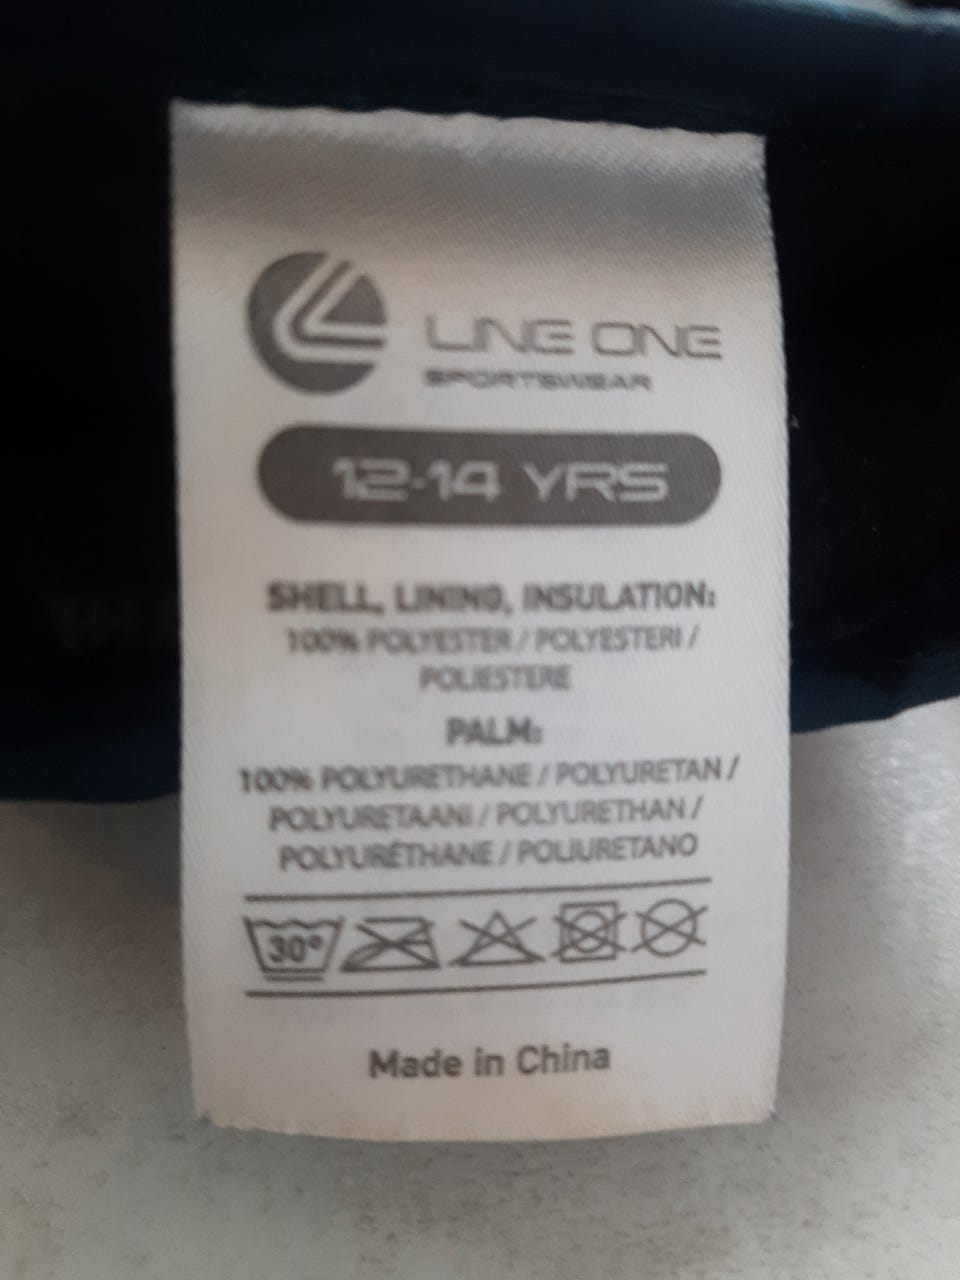 LINE ONE
SPORTSWEAR
12-14 YRS
SHELL, LINING, INSULATION:
100% POLYESTER / POLYESTERI /
POLIESTERE
PALM:
100% POLYURETHANE / POLYURETAN /
POLYURETAANI / POLYURETHAN /
POLYURÉTHANE / POLIURETANO
30°
Made in China